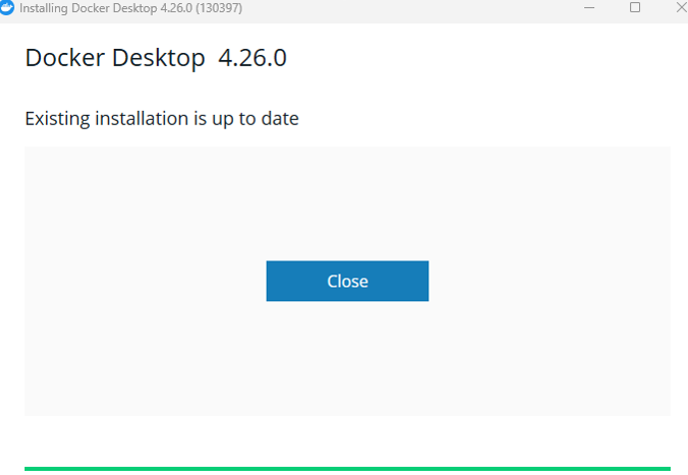 Installing Docker Desktop 4.26.0 (130397)
Docker Desktop 4.26.0
Existing installation is up to date
Close